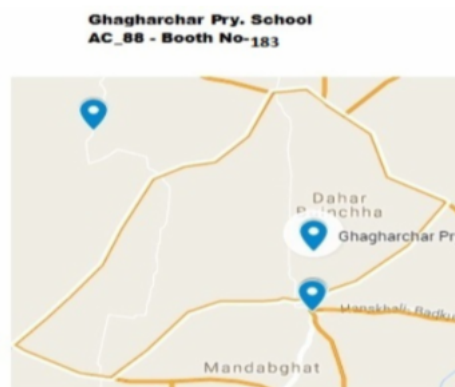 Ghagharchar Pry. School
AC_88 - Booth No-183
Dahar
Ghagharchar Pr
Mandabghat